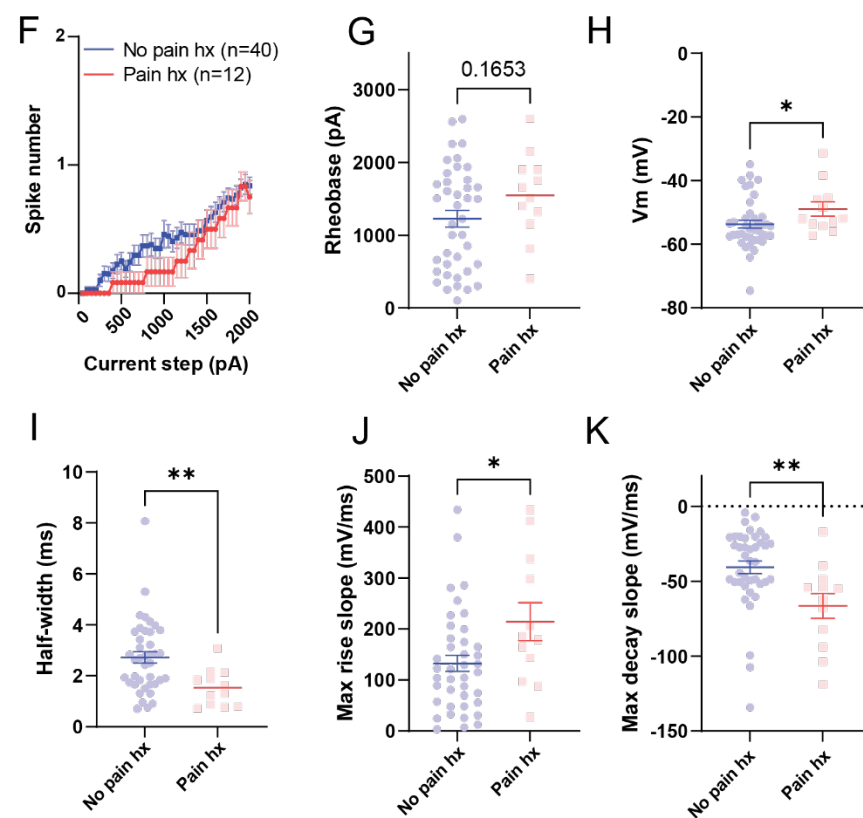 F
Spike number
2
1
0
No pain hx (n=40)
Pain hx (n=12)
500
1000
1500
2000
Current step (pA)
G
Rheobase (pA)
3000
2000
1000
0
0.1653
No pain hx
Pain hx
H
Vm (mV)
0
-20
-40
-60
-80
*
No pain hx
Pain hx
I
Half-width (ms)
10
8
6
4
2
0
**
No pain hx
Pain hx
J
Max rise slope (mV/ms)
500
400
300
200
100
0
*
No pain hx
Pain hx
K
Max decay slope (mV/ms)
0
-50
-100
-150
**
No pain hx
Pain hx